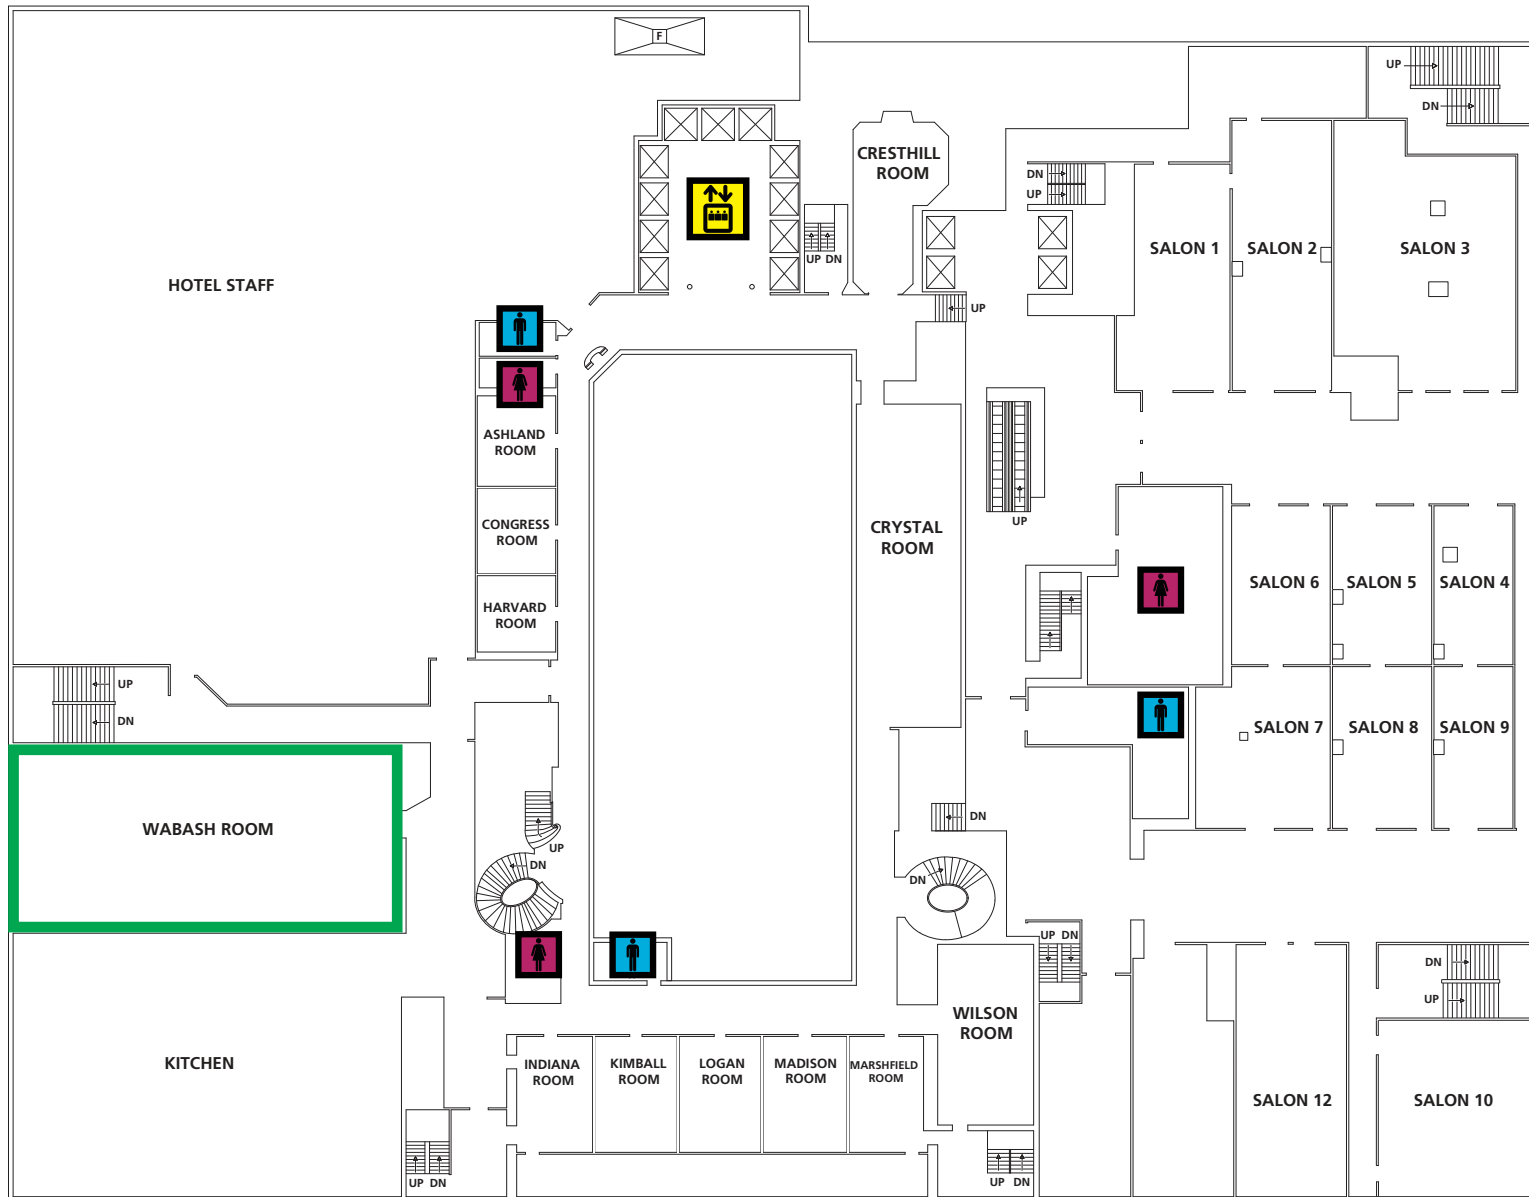 F
UP
DN
CRESTHILL
ROOM
DN
UP
SALON 1
SALON 2
SALON 3
UP DN
HOTEL STAFF
UP
ASHLAND
ROOM
CONGRESS
ROOM
CRYSTAL
ROOM
UP
HARVARD
ROOM
SALON 6
SALON 5
SALON 4
UP
DN
SALON 7
SALON 8
SALON 9
WABASH ROOM
UP
DN
DN
DN
UP DN
DN
UP
WILSON
ROOM
KITCHEN
INDIANA
ROOM
KIMBALL
ROOM
LOGAN
ROOM
MADISON
ROOM
MARSHFIELD
ROOM
SALON 12
SALON 10
UP DN
UP DN